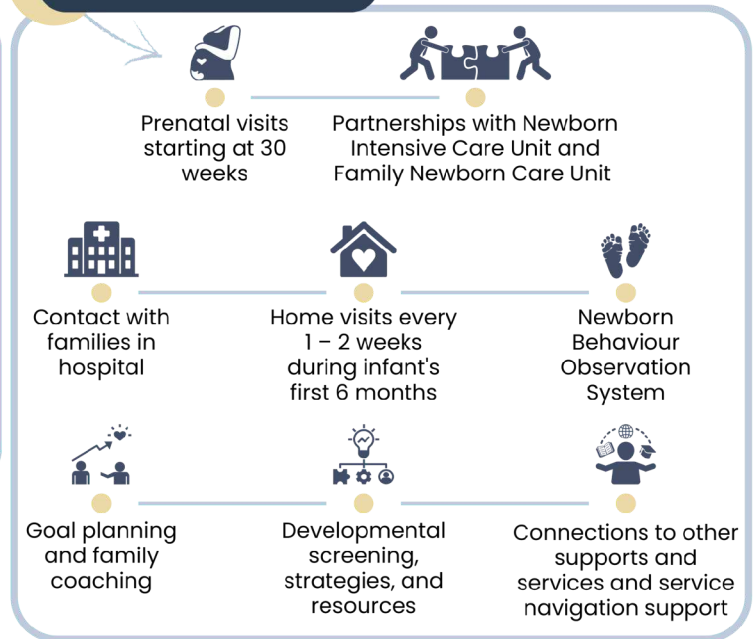 Prenatal visits
starting at 30
weeks
Partnerships with Newborn
Intensive Care Unit and
Family Newborn Care Unit
Contact with
families in
hospital
Home visits every
1 – 2 weeks
during infant's
first 6 months
Newborn
Behaviour
Observation
System
Goal planning
and family
coaching
Developmental
screening,
strategies, and
resources
Connections to other
supports and
services and service
navigation support